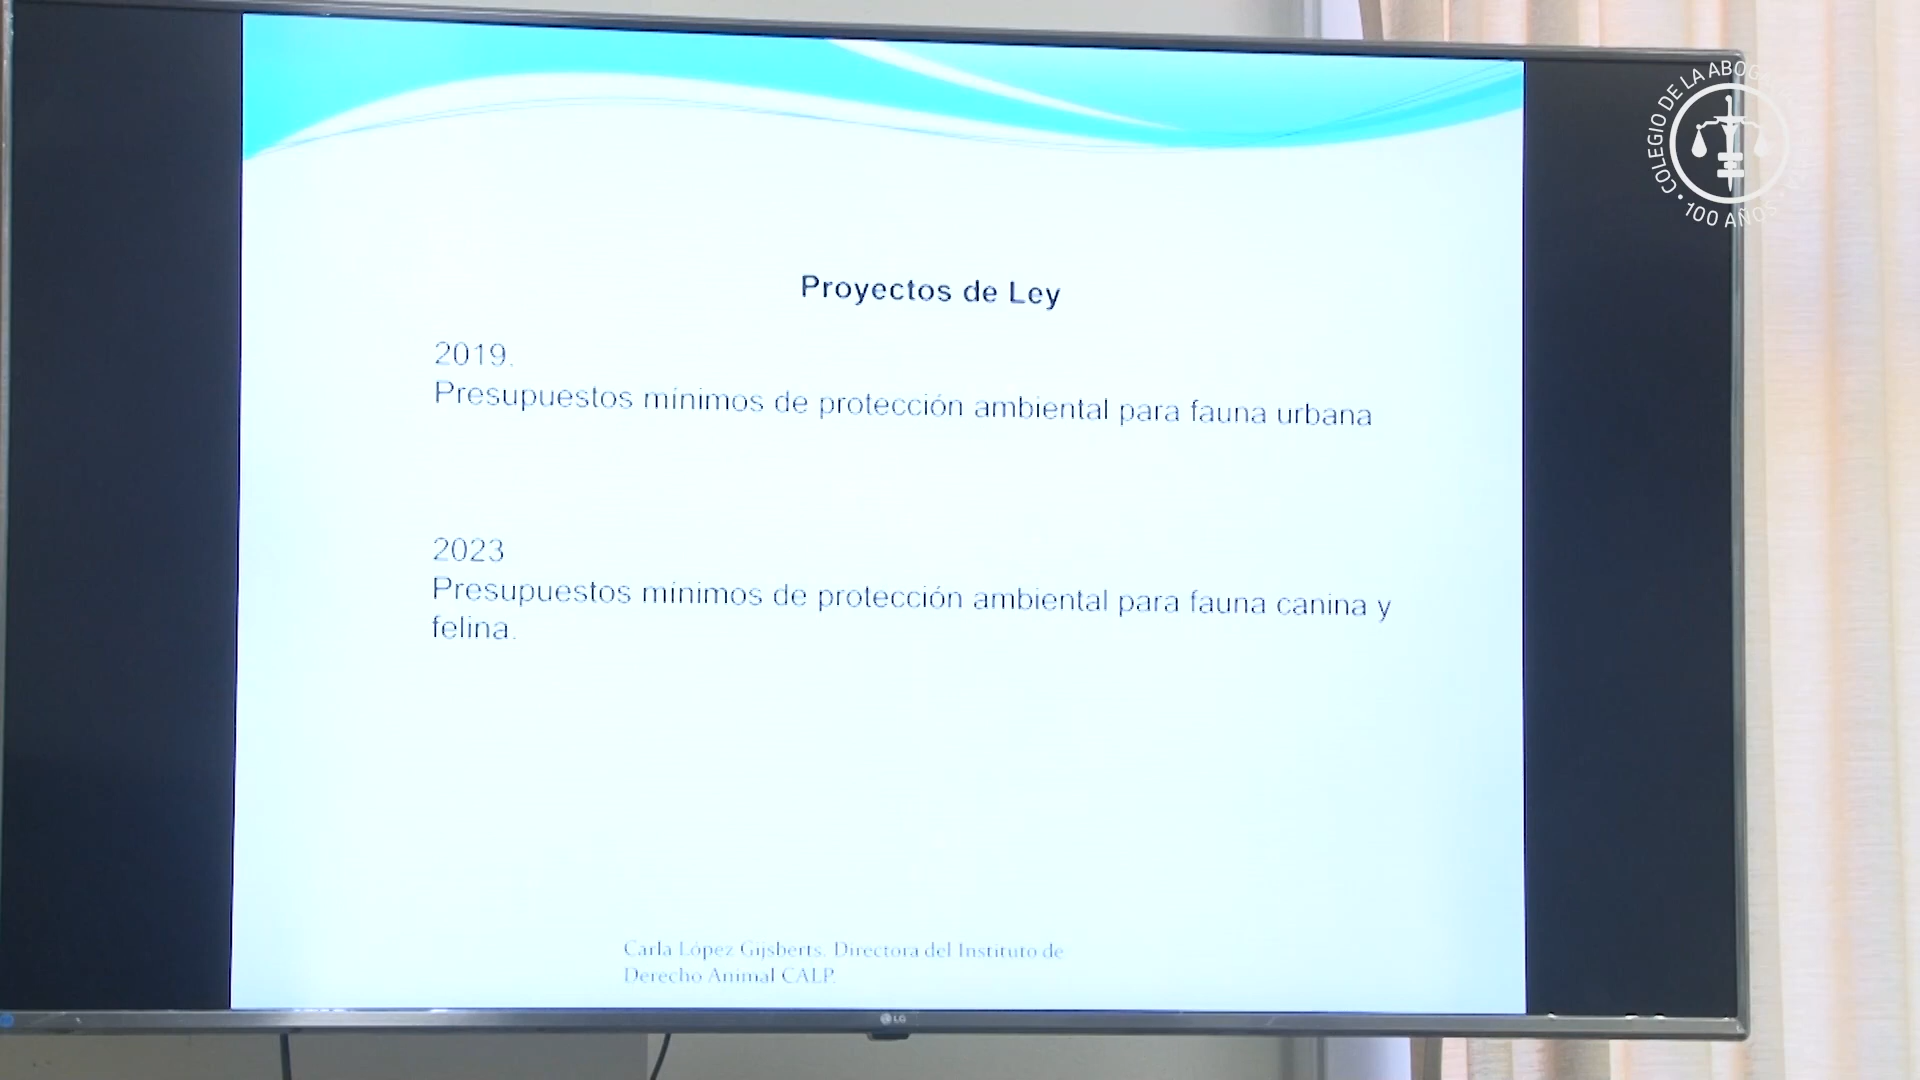 Proyectos de Ley
2019.
Presupuestos mínimos de protección ambiental para fauna urbana
2023
Presupuestos mínimos de protección ambiental para fauna canina y
felina.
Carla López Gijsberts. Directora del Instituto de
Derecho Animal CALP.
LG
COLEGIO DE LA
100 AÑOS